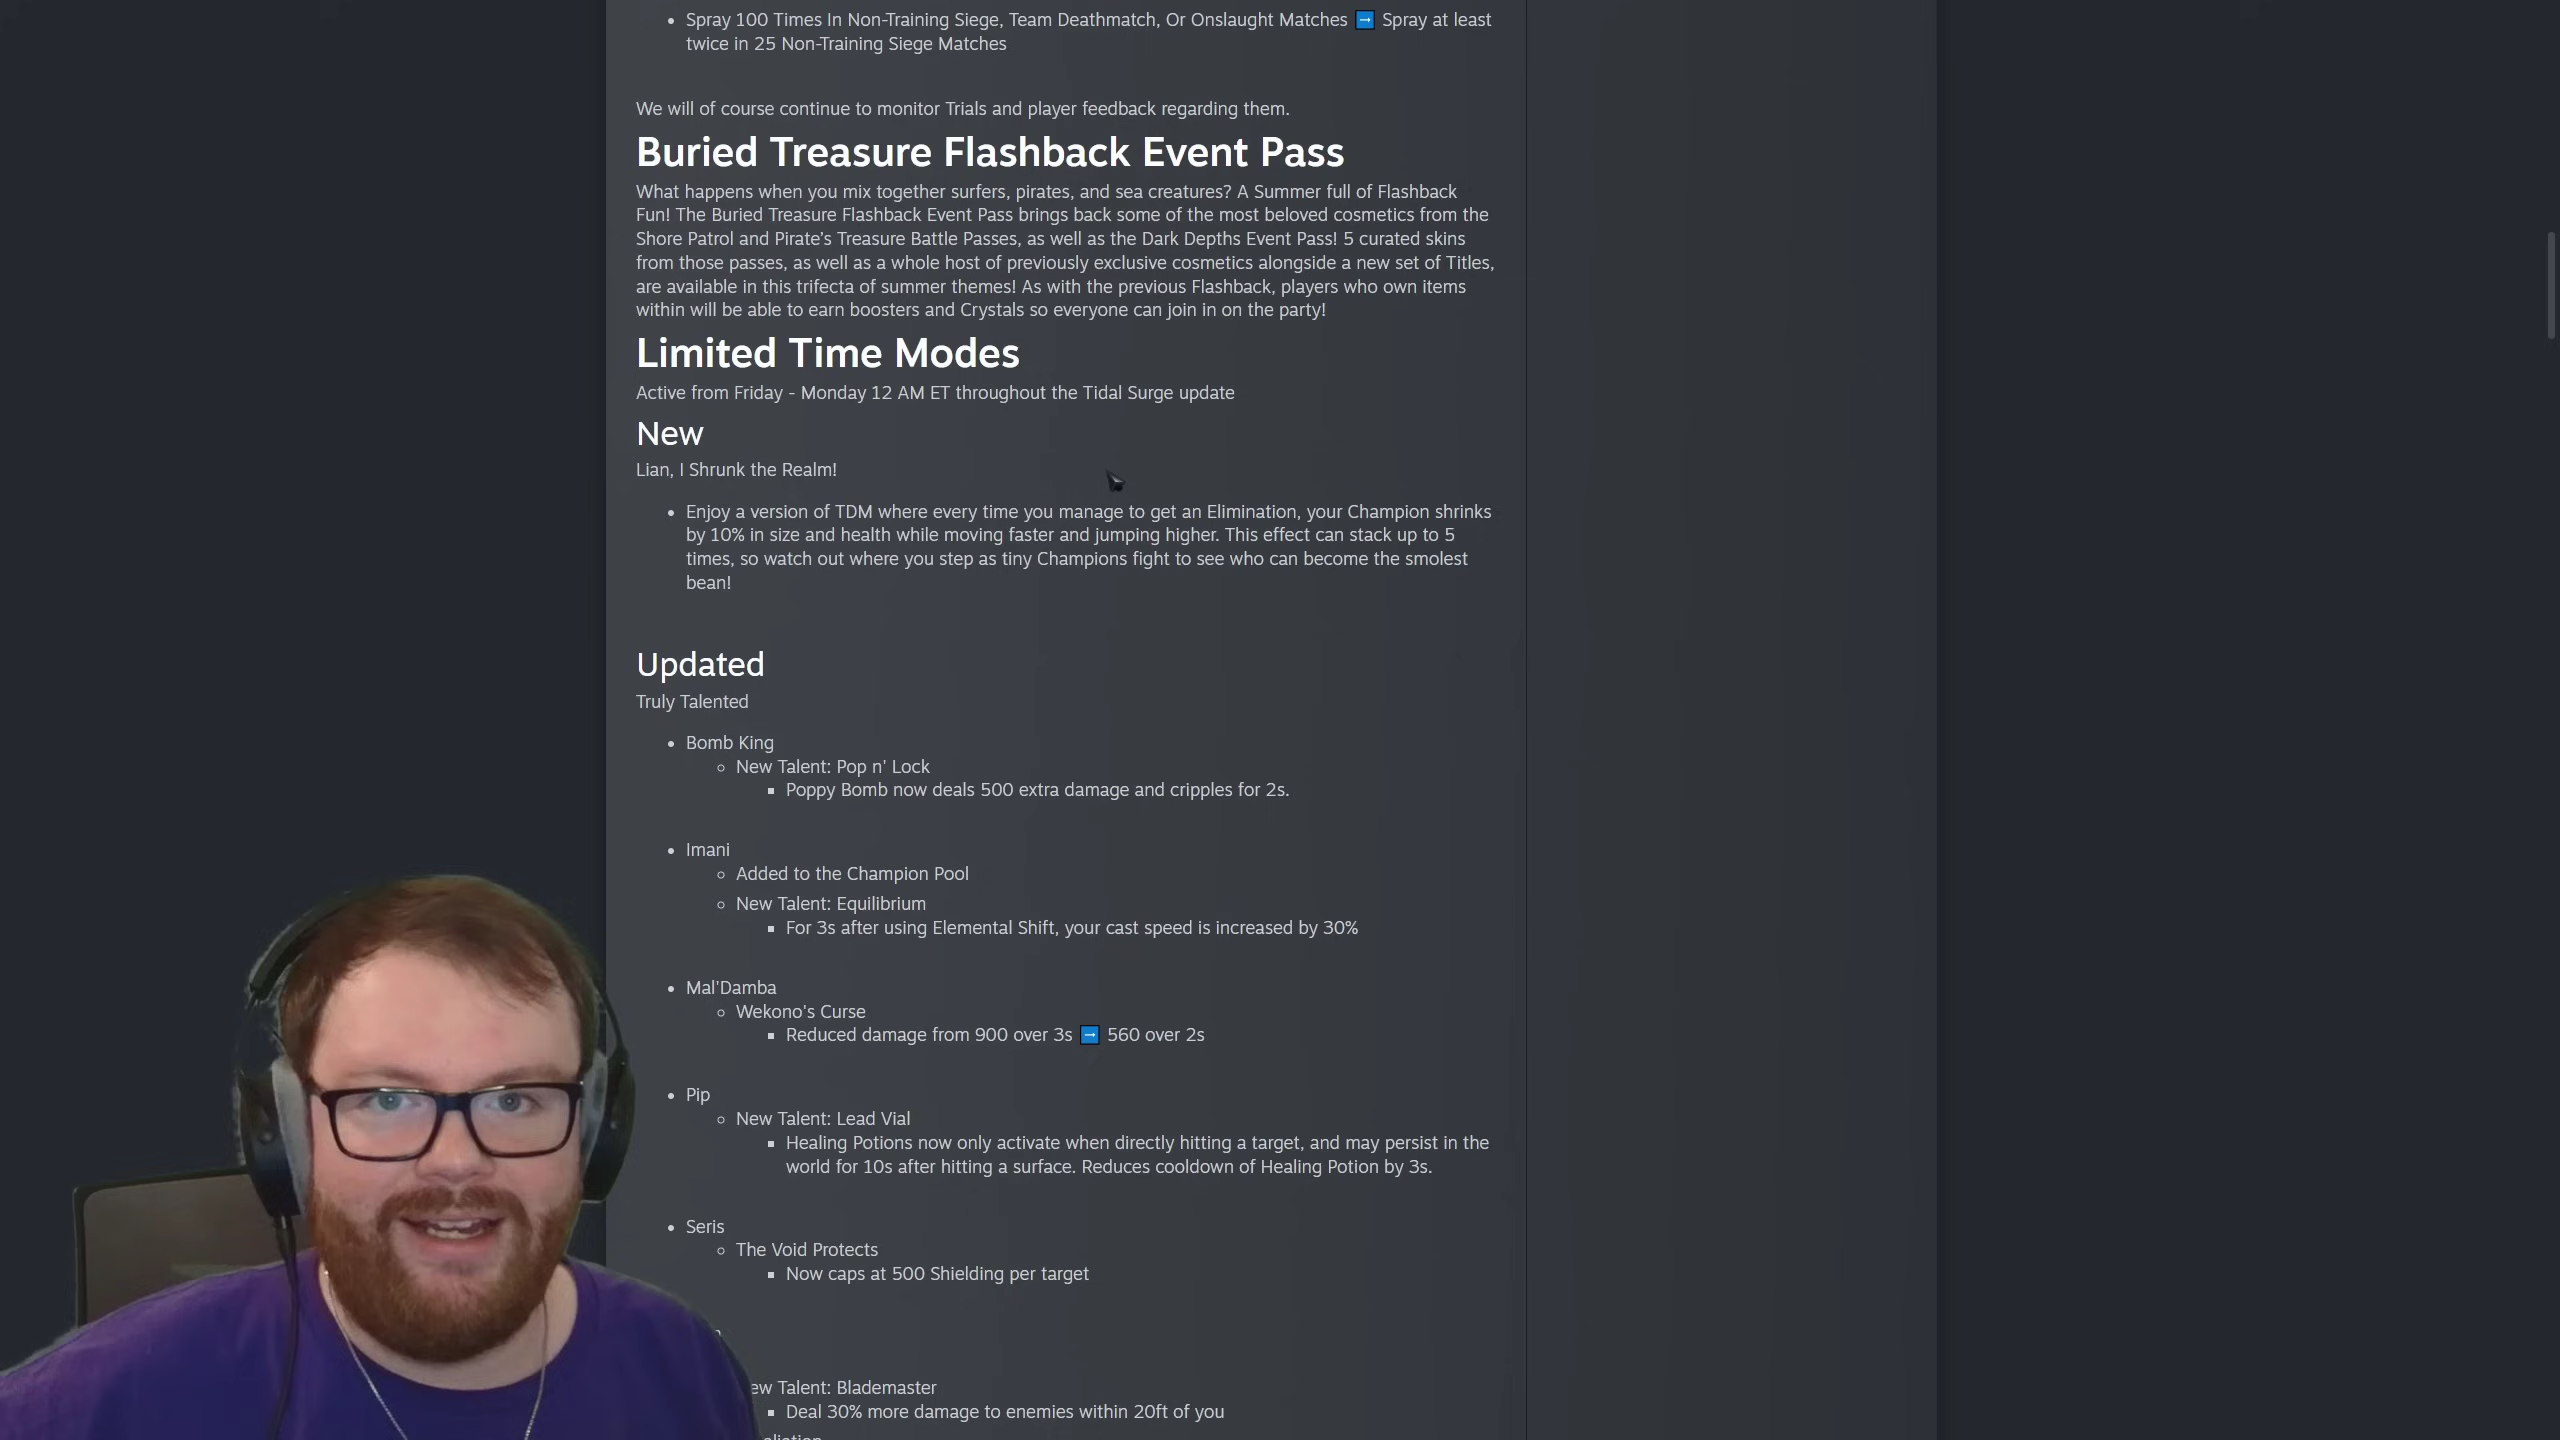 Spray 100 Times In Non-Training Siege, Team Deathmatch, Or Onslaught Matches ➡ Spray at least
twice in 25 Non-Training Siege Matches
We will of course continue to monitor Trials and player feedback regarding them.
Buried Treasure Flashback Event Pass
What happens when you mix together surfers, pirates, and sea creatures? A Summer full of Flashback
Fun! The Buried Treasure Flashback Event Pass brings back some of the most beloved cosmetics from the
Shore Patrol and Pirate's Treasure Battle Passes, as well as the Dark Depths Event Pass! 5 curated skins
from those passes, as well as a whole host of previously exclusive cosmetics alongside a new set of Titles,
are available in this trifecta of summer themes! As with the previous Flashback, players who own items
within will be able to earn boosters and Crystals so everyone can join in on the party!
Limited Time Modes
Active from Friday - Monday 12 AM ET throughout the Tidal Surge update
New
Lian, I Shrunk the Realm!
Enjoy a version of TDM where every time you manage to get an Elimination, your Champion shrinks
by 10% in size and health while moving faster and jumping higher. This effect can stack up to 5
times, so watch out where you step as tiny Champions fight to see who can become the smolest
bean!
Updated
Truly Talented
Bomb King
New Talent: Pop n' Lock
Poppy Bomb now deals 500 extra damage and cripples for 2s.
Imani
Added to the Champion Pool
New Talent: Equilibrium
For 3s after using Elemental Shift, your cast speed is increased by 30%
Mal'Damba
Wekono's Curse
Reduced damage from 900 over 3s ➡ 560 over 2s
Pip
New Talent: Lead Vial
Healing Potions now only activate when directly hitting a target, and may persist in the
world for 10s after hitting a surface. Reduces cooldown of Healing Potion by 3s.
Seris
The Void Protects
Now caps at 500 Shielding per target
ew Talent: Blademaster
Deal 30% more damage to enemies within 20ft of you